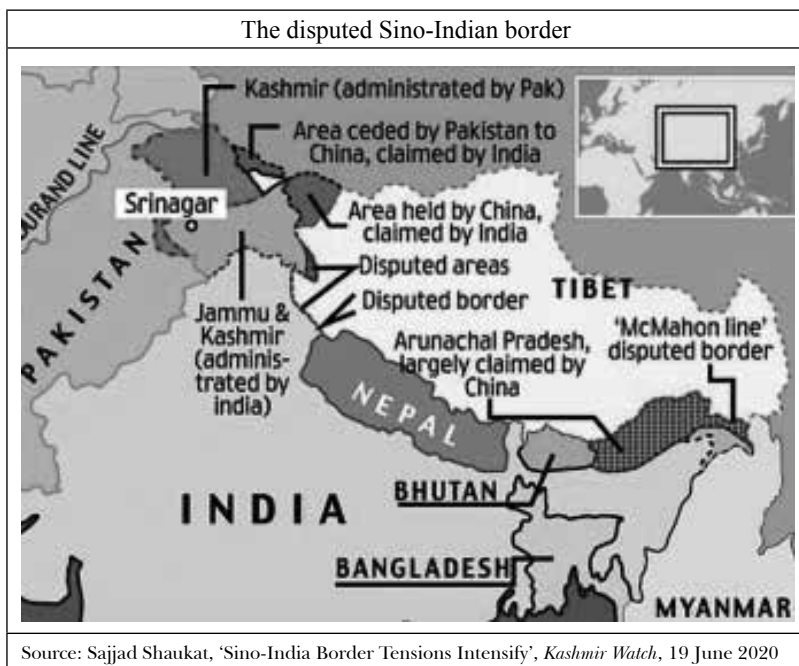 The disputed Sino-Indian border
Kashmir (administrated by Pak)
Area ceded by Pakistan to
China, claimed by India
DURAND LINE
Srinagar
Area held by China,
claimed by India
Disputed areas
Disputed border
TIBET
PAKISTAN
Jammu &
Kashmir
(adminis-
trated by
india)
Arunachal Pradesh,
largely claimed by
China
'McMahon line'
disputed border
NEPAL
INDIA
BHUTAN
BANGLADESH
MYANMAR
Source: Sajjad Shaukat, ‘Sino-India Border Tensions Intensify’, Kashmir Watch, 19 June 2020